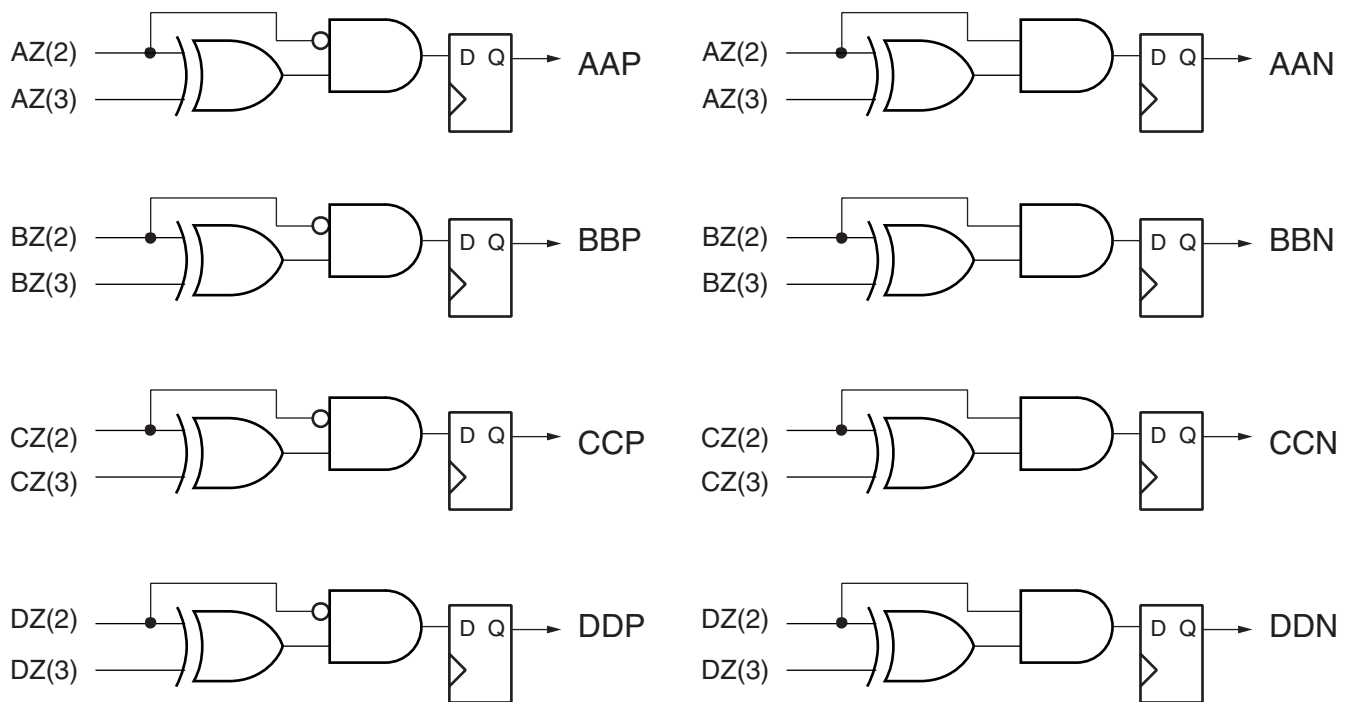 AZ(2) D Q AAP
AZ(3)
AZ(2) D Q AAN
AZ(3)
BZ(2) D Q BBP
BZ(3)
BZ(2) D Q BBN
BZ(3)
CZ(2) D Q CCP
CZ(3)
CZ(2) D Q CCN
CZ(3)
DZ(2) D Q DDP
DZ(3)
DZ(2) D Q DDN
DZ(3)